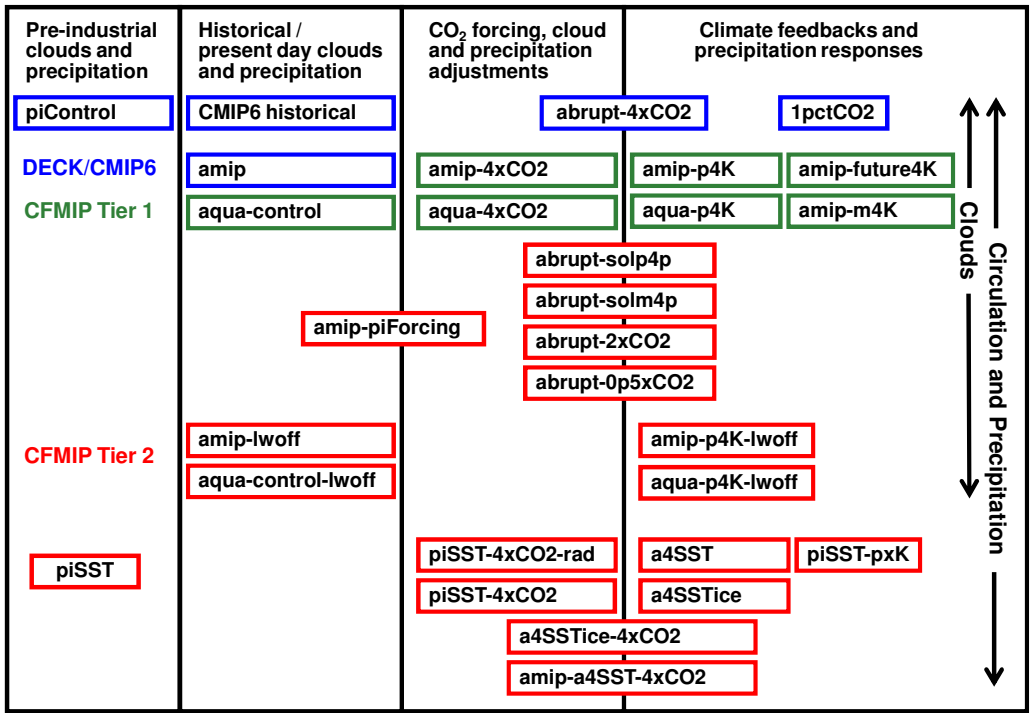 Pre-industrial
clouds and
precipitation
Historical /
present day clouds
and precipitation
CO₂ forcing, cloud
and precipitation
adjustments
Climate feedbacks and
precipitation responses
piControl
CMIP6 historical
abrupt-4xCO2
1pctCO2
DECK/CMIP6
amip
amip-4xCO2
amip-p4K
amip-future4K
CFMIP Tier 1
aqua-control
aqua-4xCO2
aqua-p4K
amip-m4K
abrupt-solp4p
abrupt-solm4p
amip-piForcing
abrupt-2xCO2
abrupt-0p5xCO2
CFMIP Tier 2
amip-lwoff
amip-p4K-lwoff
aqua-control-lwoff
aqua-p4K-lwoff
piSST
piSST-4xCO2-rad
a4SST
piSST-pxK
piSST-4xCO2
a4SSTice
a4SSTice-4xCO2
amip-a4SST-4xCO2
Clouds
Circulation and Precipitation